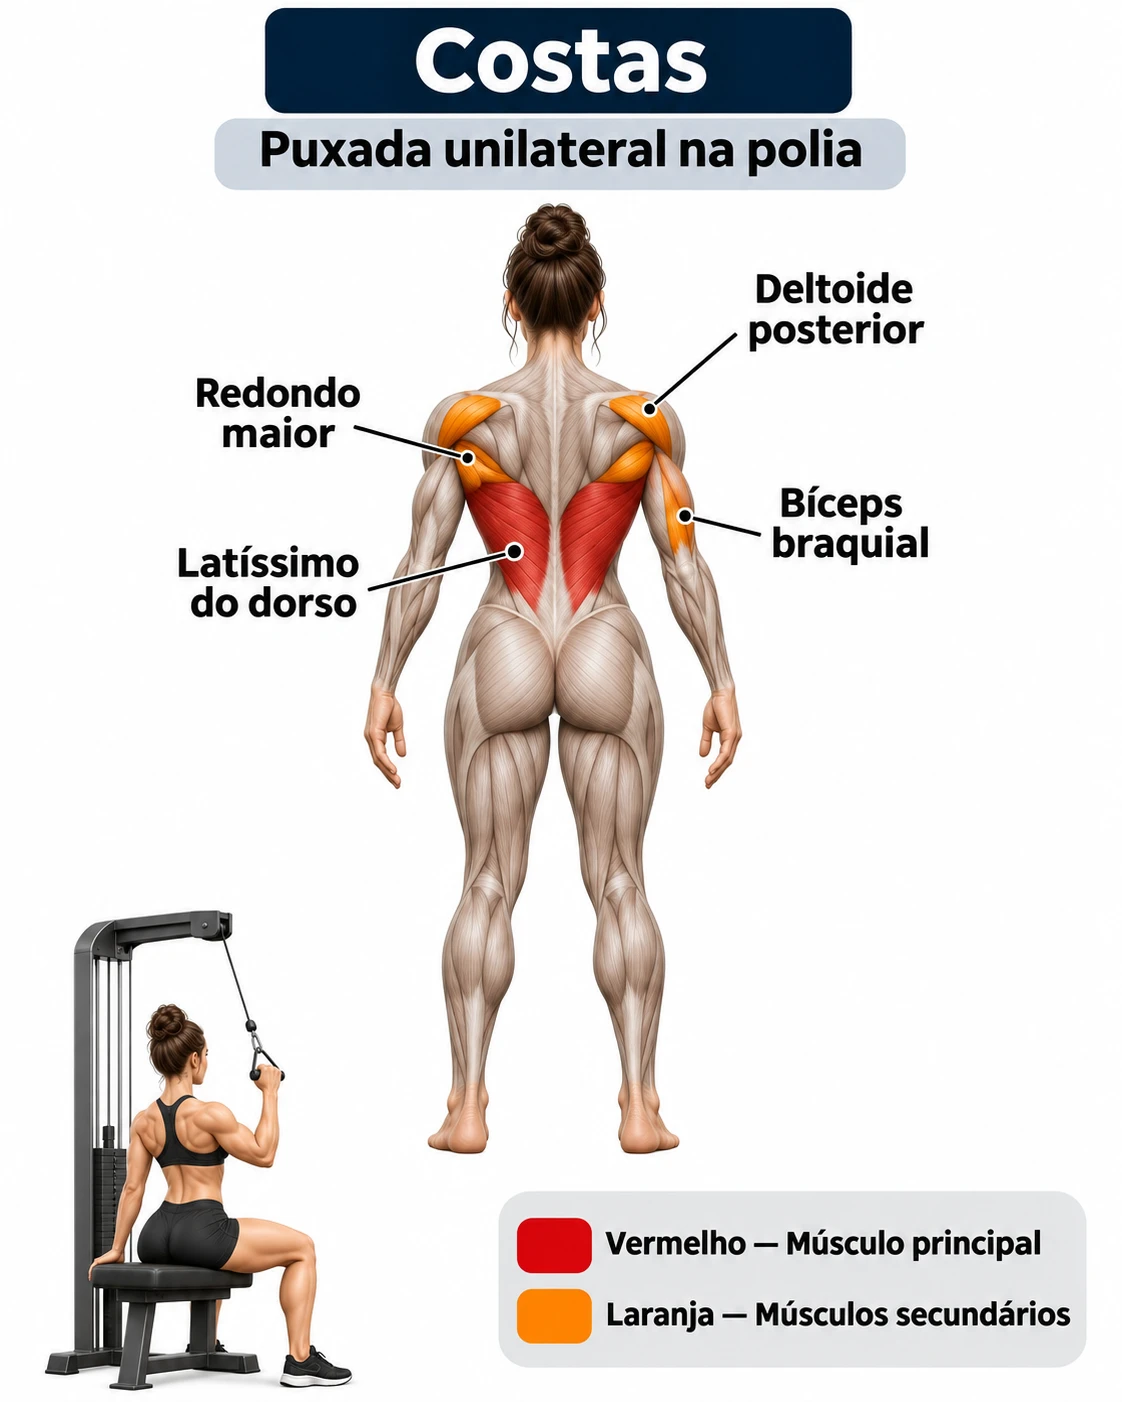 Costas
Puxada unilateral na polia
Deltoide
posterior
Redondo
maior
Bíceps
braquial
Latíssimo
do dorso
Vermelho — Músculo principal
Laranja — Músculos secundários